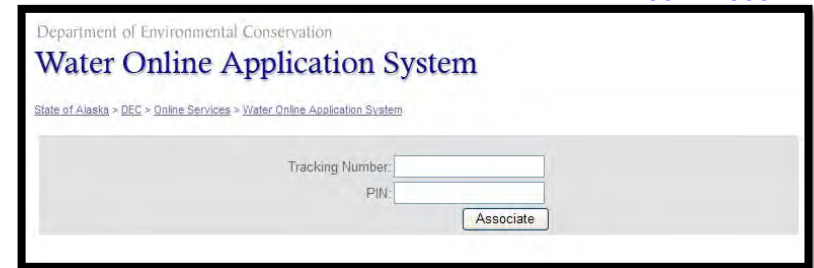 Department of Environmental Conservation
Water Online Application System
State of Alaska > DEC > Online Services > Water Online Application System
Tracking Number:
PIN:
Associate